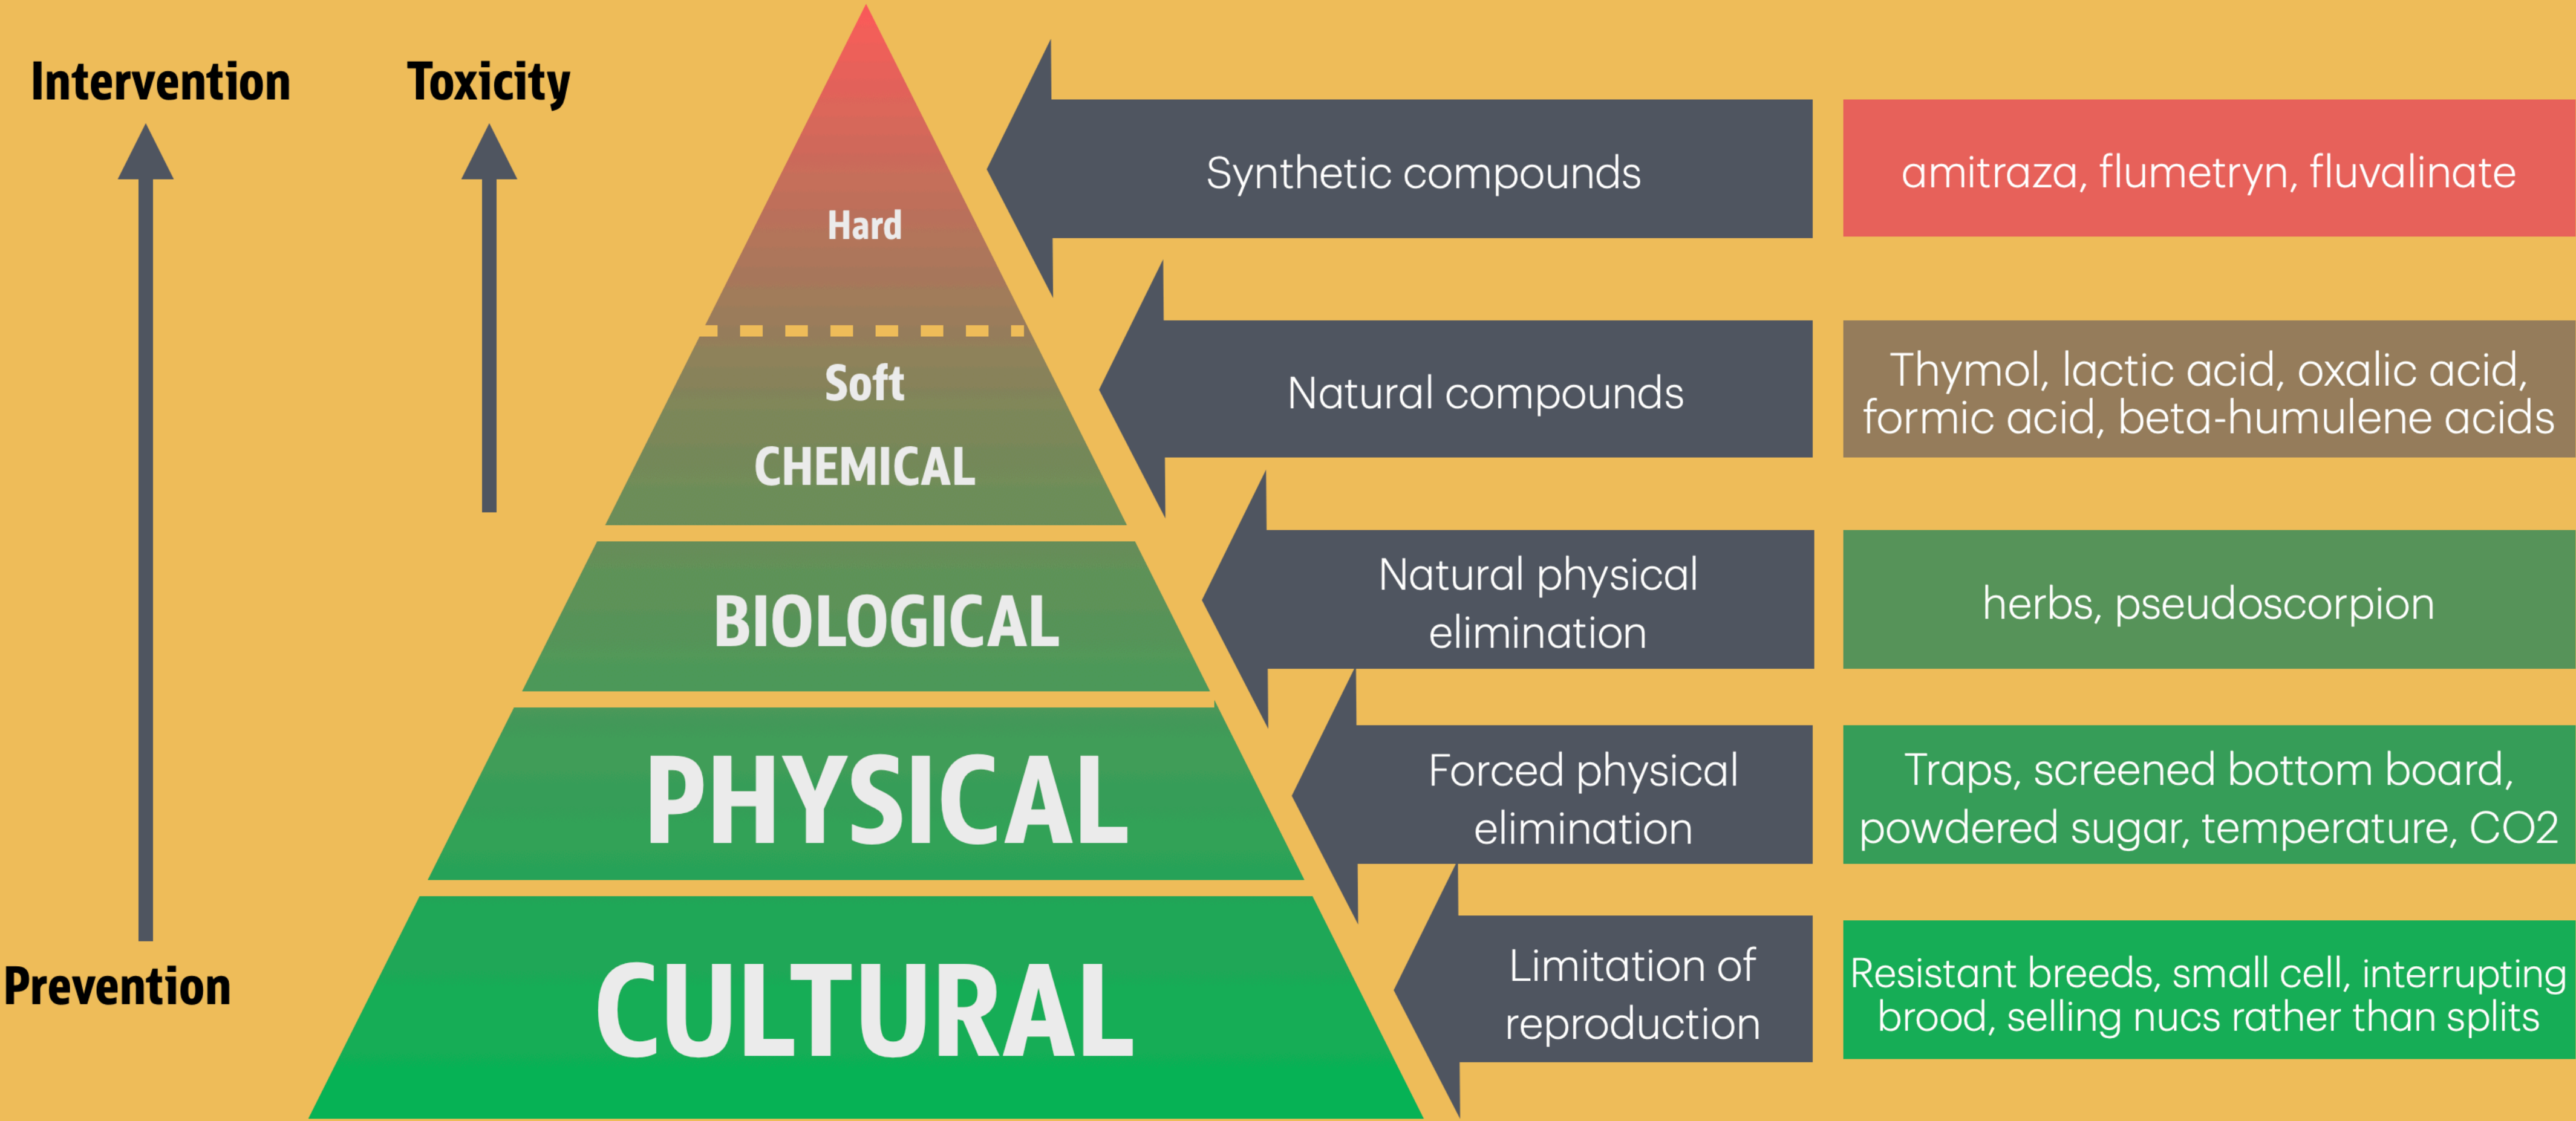 Intervention
Toxicity
Prevention
Hard
Soft
CHEMICAL
BIOLOGICAL
PHYSICAL
CULTURAL
Synthetic compounds
amitraza, flumetryn, fluvalinate
Natural compounds
Thymol, lactic acid, oxalic acid,
formic acid, beta-humulene acids
Natural physical
elimination
herbs, pseudoscorpion
Forced physical
elimination
Traps, screened bottom board,
powdered sugar, temperature, CO2
Limitation of
reproduction
Resistant breeds, small cell, interrupting
brood, selling nucs rather than splits